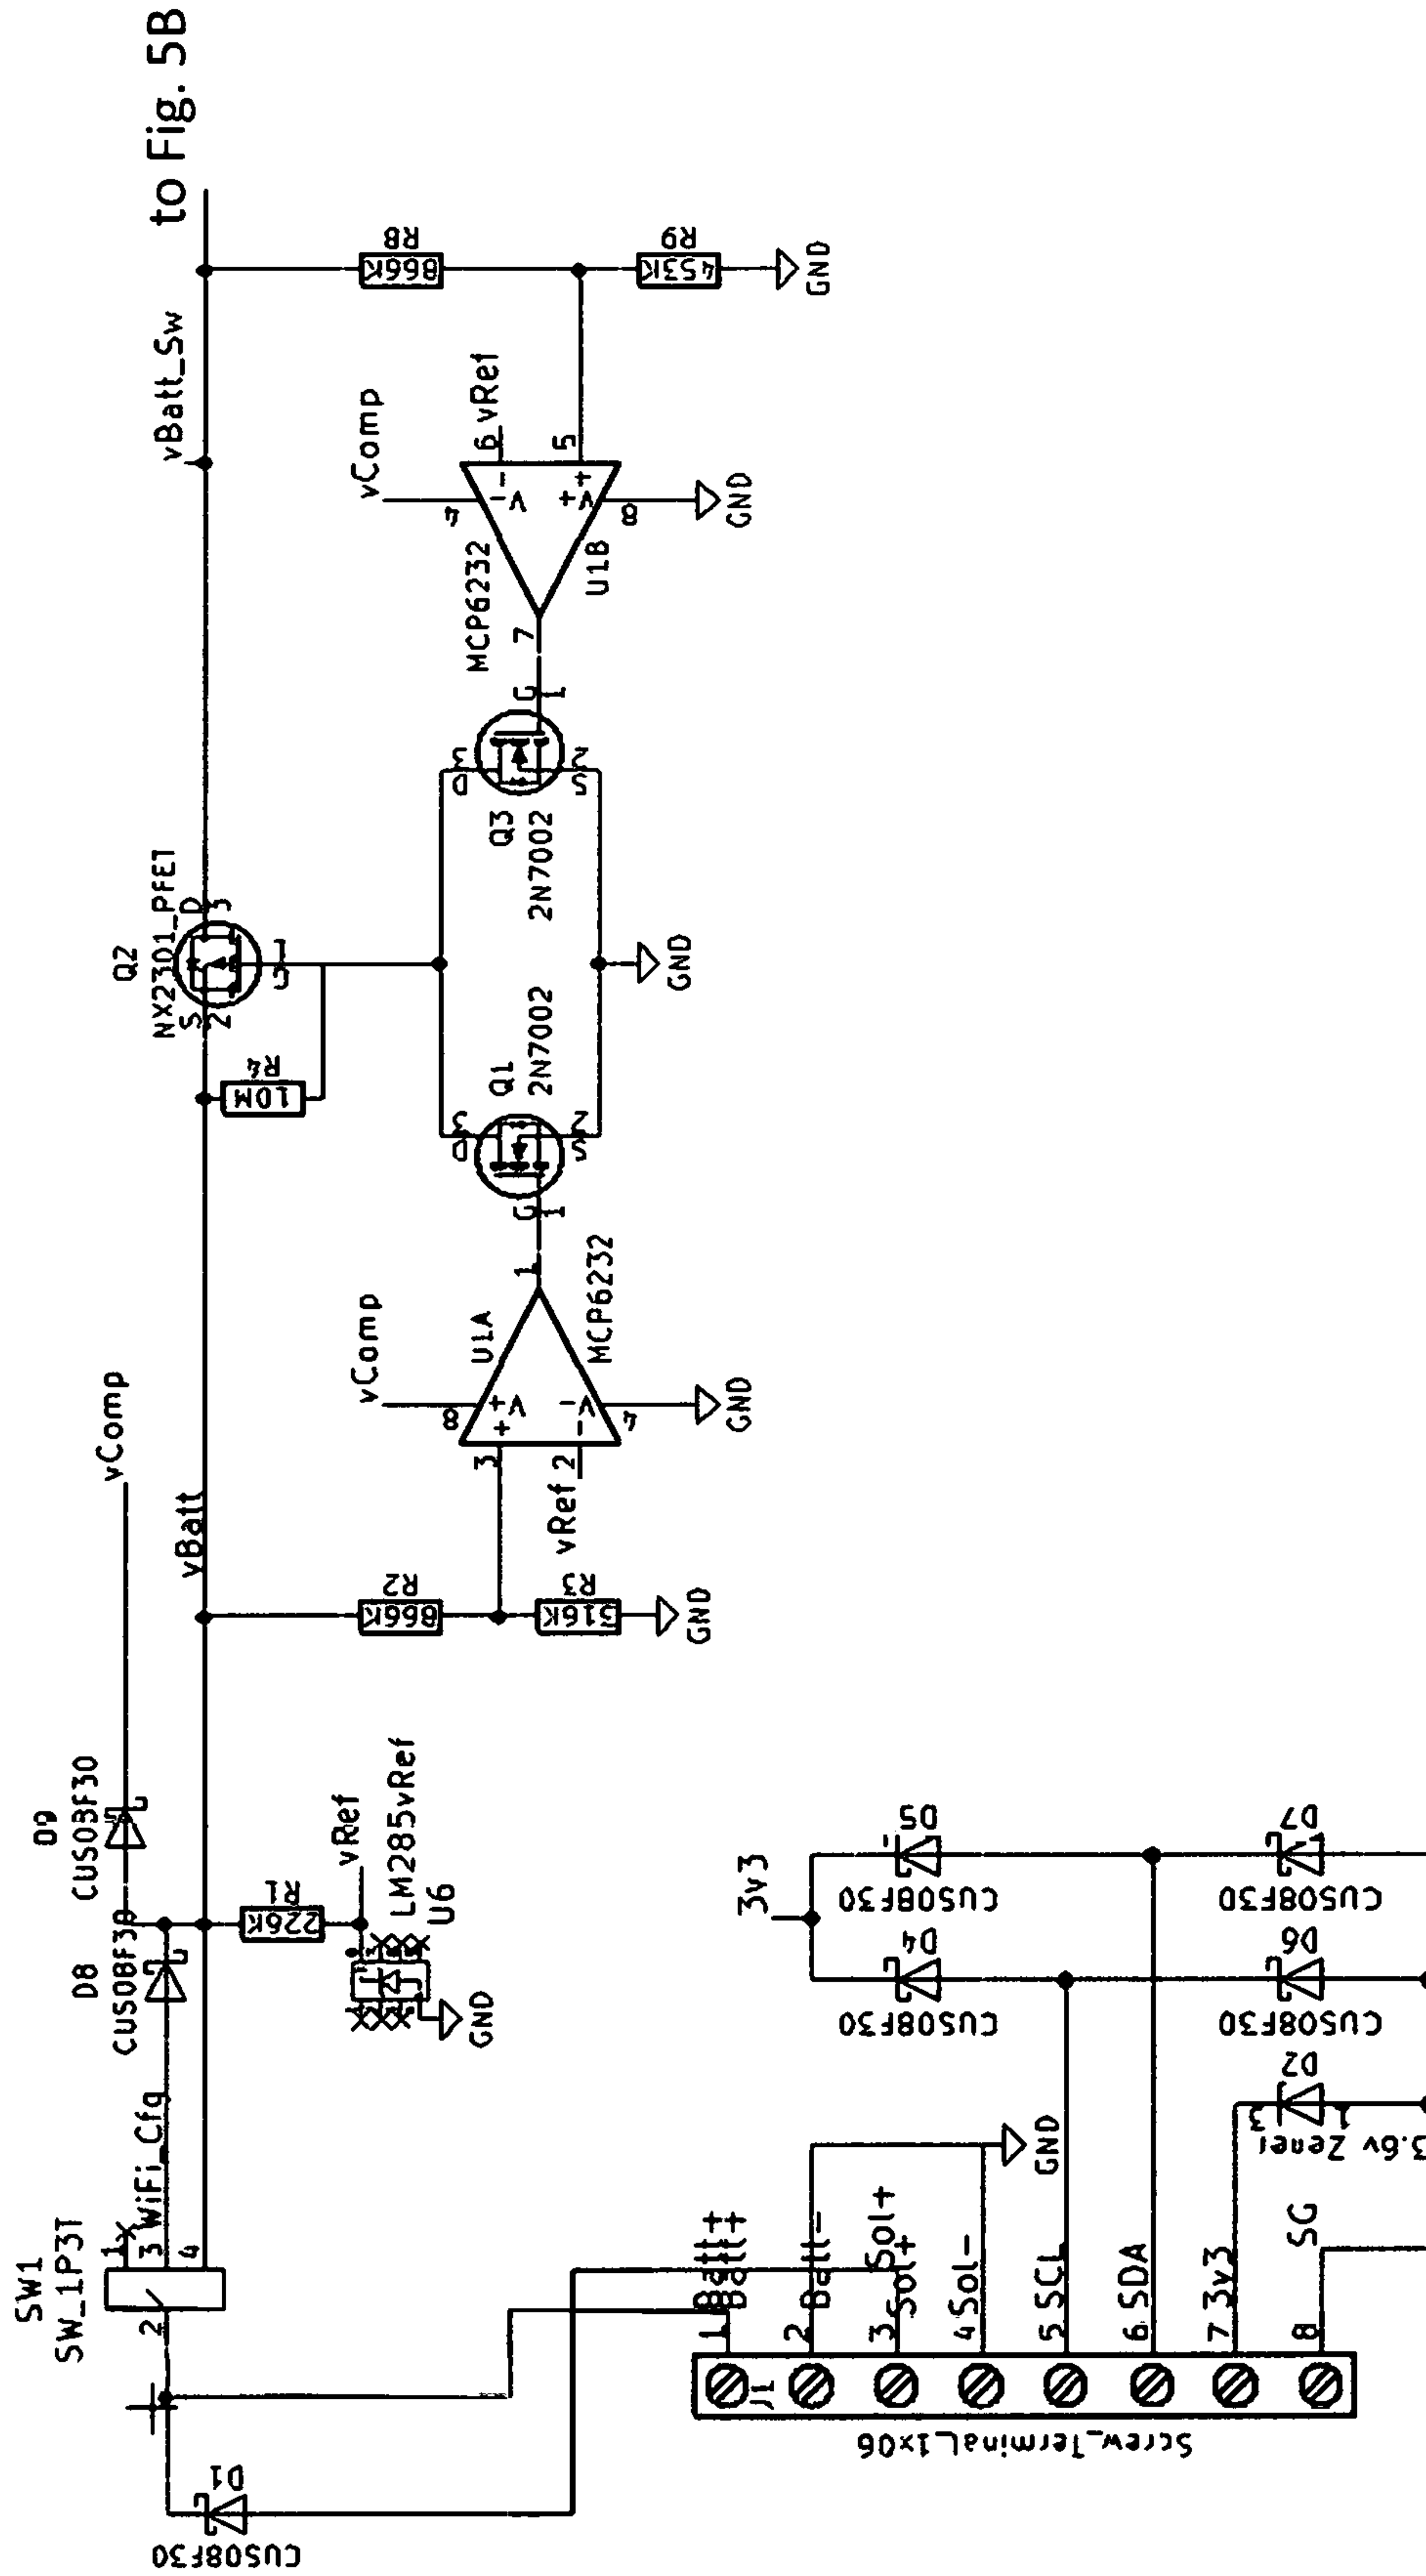 to Fig. 5B
vBatt_Sw
R8
866K
R9
453K
GND
vComp
6
vRef
5
-
+
V-
V+
4
8
GND
MCP6232
U1B
7
G
1
3
D
2
S
Q3
2N7002
Q2
NX2301_PFET
D
3
S
2
G
1
GND
R4
10M
Q1
2N7002
3
D
2
S
G
1
1
U1A
MCP6232
vComp
8
V+
+
V-
-
4
GND
3
2
vRef
vComp
vBatt
R2
866K
R3
316K
GND
D9
CUS08F30
D8
CUS08F30
R1
226K
vRef
LM285vRef
U6
GND
SW1
SW_1P3T
1
3
WiFi_Cfg
4
2
D1
CUS08F30
3v3
D5
CUS08F30
D7
CUS08F30
D4
CUS08F30
D6
CUS08F30
D2
3
1
3.6v Zener
GND
Batt+
Batt+
Batt-
Sol+
Sol+
Sol-
SCL
SDA
3v3
SG
1
2
3
4
5
6
7
8
J1
Screw_Terminal_1x06